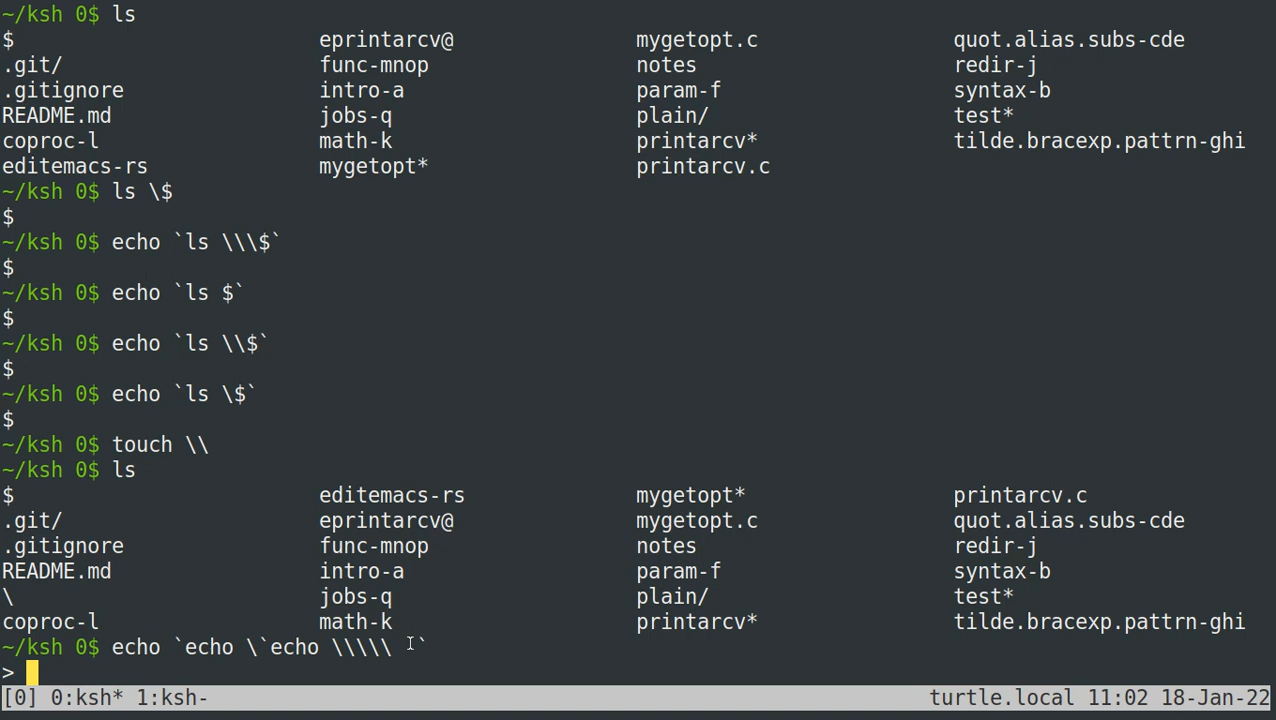 ~/ksh 0$ ls
$ eprintarcv@ mygetopt.c quot.alias.subs-cde
.git/ func-mnop notes redir-j
.gitignore intro-a param-f syntax-b
README.md jobs-q plain/ test*
coproc-l math-k printarcv* tilde.bracexp.pattrn-ghi
editemacs-rs mygetopt* printarcv.c
~/ksh 0$ ls \$
$
~/ksh 0$ echo `ls \\\$`
$
~/ksh 0$ echo `ls $`
$
~/ksh 0$ echo `ls \\$`
$
~/ksh 0$ echo `ls \$`
$
~/ksh 0$ touch \\
~/ksh 0$ ls
$ editemacs-rs mygetopt* printarcv.c
.git/ eprintarcv@ mygetopt.c quot.alias.subs-cde
.gitignore func-mnop notes redir-j
README.md intro-a param-f syntax-b
\ jobs-q plain/ test*
coproc-l math-k printarcv* tilde.bracexp.pattrn-ghi
~/ksh 0$ echo `echo \`echo \\\\\ `
>
[0] 0:ksh* 1:ksh- turtle.local 11:02 18-Jan-22